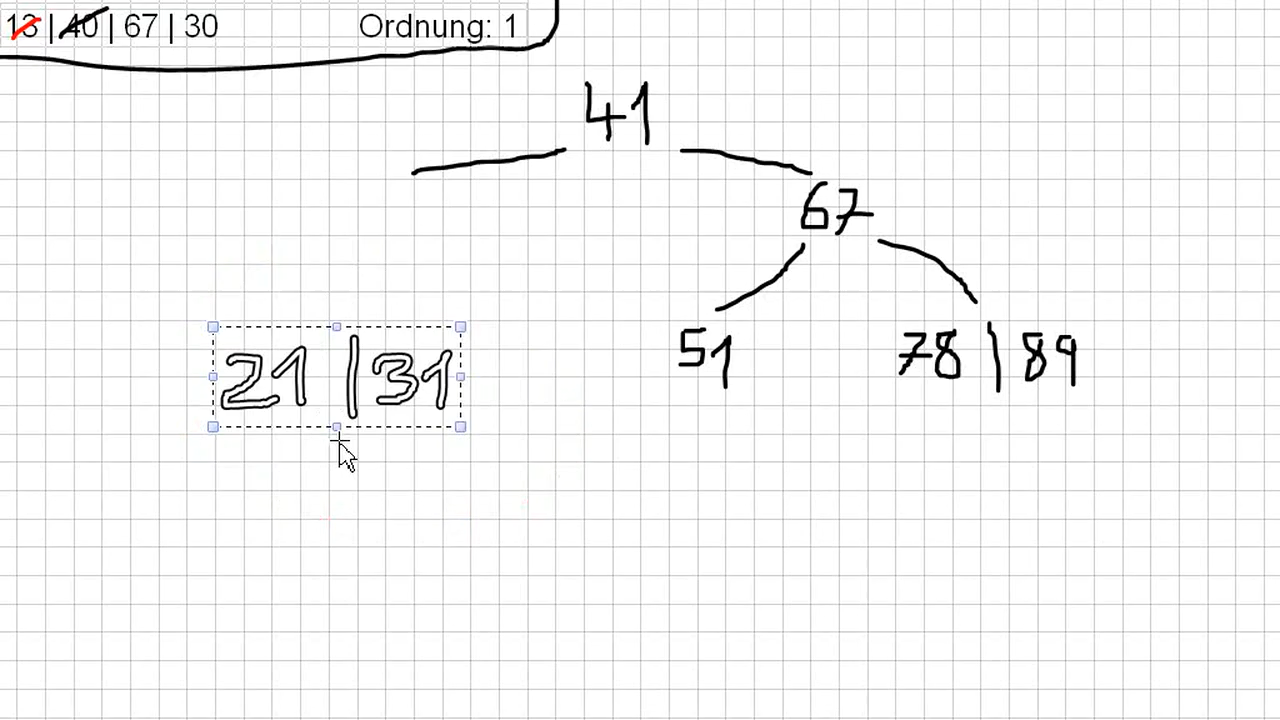 13 | 40 | 67 | 30 Ordnung: 1
41
67
21 | 31 51 78 | 89